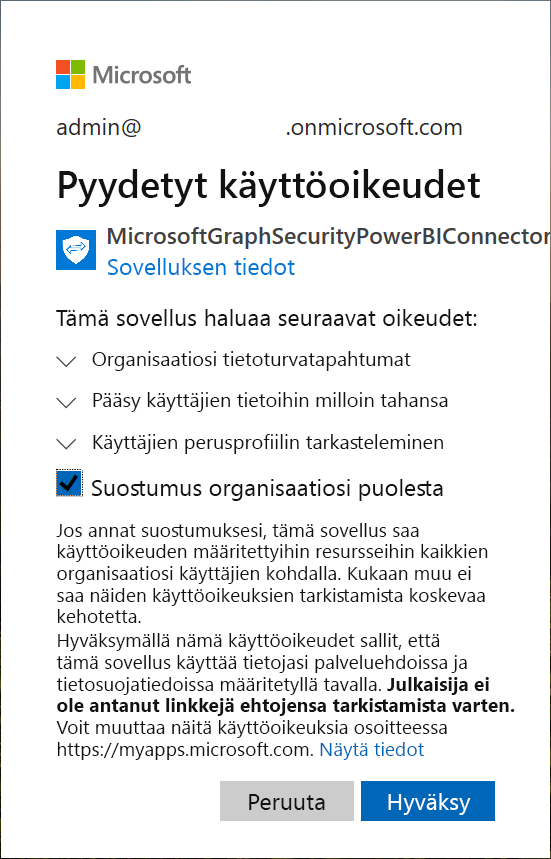 Microsoft
admin@ .onmicrosoft.com
Pyydetyt käyttöoikeudet
MicrosoftGraphSecurityPowerBIConnector
Sovelluksen tiedot
Tämä sovellus haluaa seuraavat oikeudet:
Organisaatiosi tietoturvatapahtumat
Pääsy käyttäjien tietoihin milloin tahansa
Käyttäjien perusprofiilin tarkasteleminen
Suostumus organisaatiosi puolesta
Jos annat suostumuksesi, tämä sovellus saa
käyttöoikeuden määritettyihin resursseihin kaikkien
organisaatiosi käyttäjien kohdalla. Kukaan muu ei
saa näiden käyttöoikeuksien tarkistamista koskevaa
kehotetta.
Hyväksymällä nämä käyttöoikeudet sallit, että
tämä sovellus käyttää tietojasi palveluehdoissa ja
tietosuojatiedoissa määritetyllä tavalla. Julkaisija ei
ole antanut linkkejä ehtojensa tarkistamista varten.
Voit muuttaa näitä käyttöoikeuksia osoitteessa
https://myapps.microsoft.com. Näytä tiedot
Peruuta Hyväksy